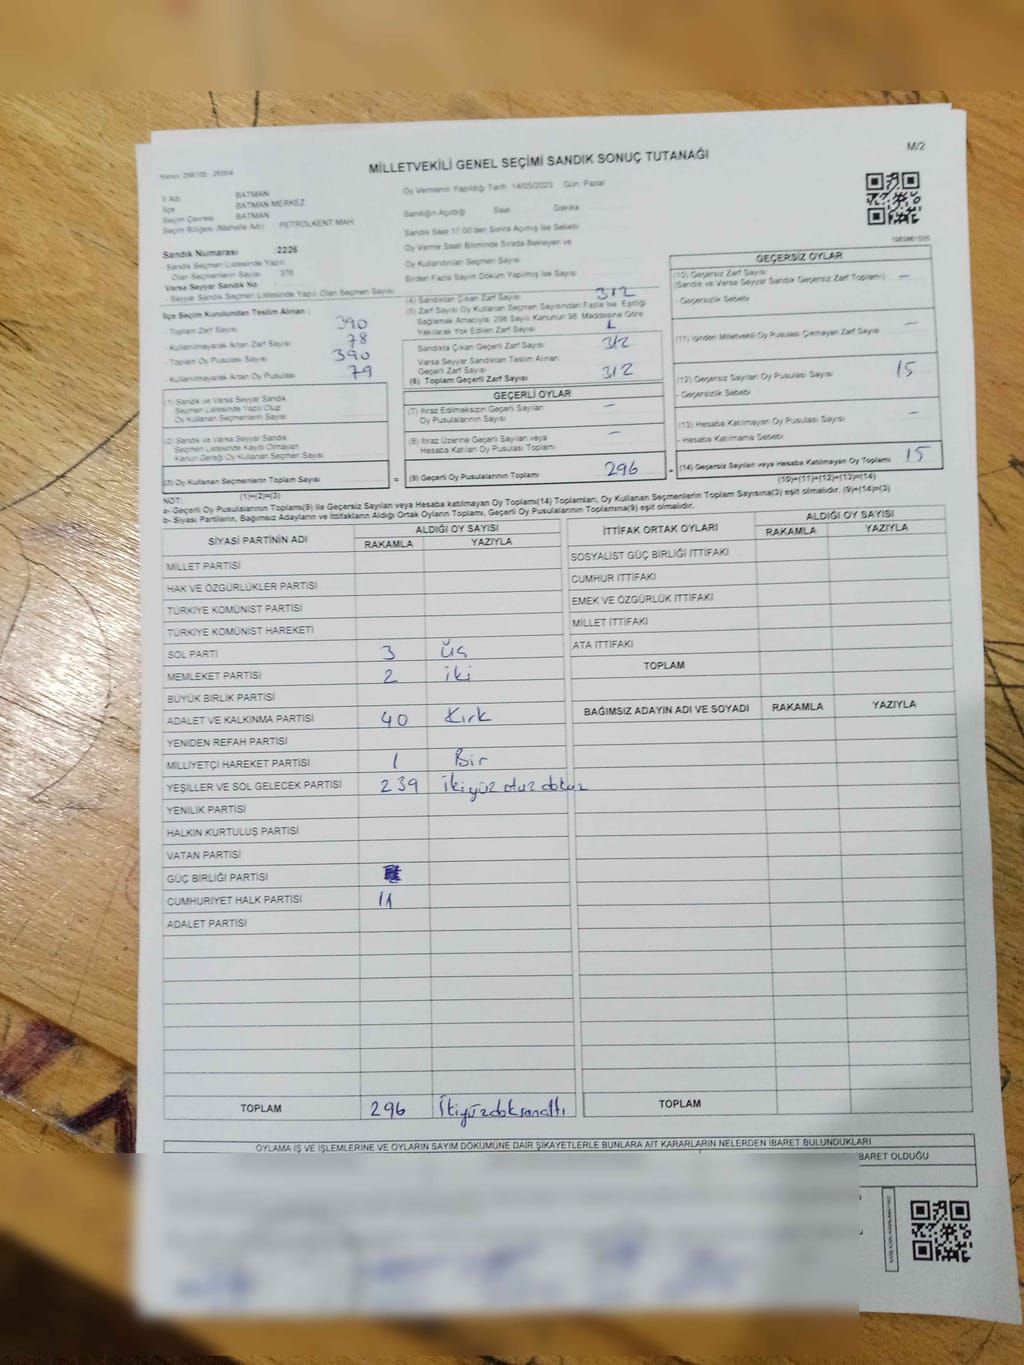 M/2
MİLLETVEKİLİ GENEL SEÇİMİ SANDIK SONUÇ TUTANAĞI
İl Adı BATMAN
İlçe BATMAN MERKEZ
Seçim Çevresi BATMAN
Seçim Bölgesi (Mahalle Adı) PETROLKENT MAH
Oy Vermenin Yapıldığı Tarih 14/05/2023 Gün Pazar
Sandığın Açıldığı Saat Dakika
Sandık Saat 17:00'den Sonra Açılmış İse Sebebi
Oy Verme Saati Bitiminde Sırada Bekleyen ve
Oy Kullandırılan Seçmen Sayısı
Birden Fazla Sayım Döküm Yapılmış İse Sayısı
Sandık Numarası :2226
- Sandık Seçmen Listesinde Yazılı
Olan Seçmenlerin Sayısı 376
Varsa Seyyar Sandık No
- Seyyar Sandık Seçmen Listesinde Yazılı Olan Seçmen Sayısı
İlçe Seçim Kurulundan Teslim Alınan :
- Toplam Zarf Sayısı 390
- Kullanılmayarak Artan Zarf Sayısı 78
- Toplam Oy Pusulası Sayısı 390
- Kullanılmayarak Artan Oy Pusulası 79
(1) Sandık ve Varsa Seyyar Sandık
Seçmen Listesinde Yazılı Olup
Oy Kullanan Seçmenlerin Sayısı
(2) Sandık ve Varsa Seyyar Sandık
Seçmen Listesinde Kayıtlı Olmayan
Kanun Gereği Oy Kullanan Seçmen Sayısı
(3) Oy Kullanan Seçmenlerin Toplam Sayısı
(1)+(2)=(3)
(4) Sandıktan Çıkan Zarf Sayısı 312
(5) Zarf Sayısı Oy Kullanan Seçmen Sayısından Fazla İse, Eşitliği
Sağlamak Amacıyla, 298 Sayılı Kanunun 98. Maddesine Göre
Yakılarak Yok Edilen Zarf Sayısı
Sandıkta Çıkan Geçerli Zarf Sayısı 312
Varsa Seyyar Sandıktan Teslim Alınan
Geçerli Zarf Sayısı
(6) Toplam Geçerli Zarf Sayısı 312
GEÇERLİ OYLAR
(7) İtiraz Edilmeksizin Geçerli Sayılan
Oy Pusulalarının Sayısı –
(8) İtiraz Üzerine Geçerli Sayılan veya
Hesaba Katılan Oy Pusulası Toplamı –
= (9) Geçerli Oy Pusulalarının Toplamı 296
GEÇERSİZ OYLAR
(10) Geçersiz Zarf Sayısı
(Sandık ve Varsa Seyyar Sandık Geçersiz Zarf Toplamı) –
- Geçersizlik Sebebi
(11) İçinden Milletvekili Oy Pusulası Çıkmayan Zarf Sayısı –
(12) Geçersiz Sayılan Oy Pusulası Sayısı 15
- Geçersizlik Sebebi
(13) Hesaba Katılmayan Oy Pusulası Sayısı –
- Hesaba Katılmama Sebebi
+ (14) Geçersiz Sayılan veya Hesaba Katılmayan Oy Toplamı 15
(10)+(11)+(12)+(13)=(14)
NOT:
a- Geçerli Oy Pusulalarının Toplamı(9) ile Geçersiz Sayılan veya Hesaba katılmayan Oy Toplamı(14) Toplamları, Oy Kullanan Seçmenlerin Toplam Sayısına(3) eşit olmalıdır. (9)+(14)=(3)
b- Siyasi Partilerin, Bağımsız Adayların ve İttifakların Aldığı Ortak Oyların Toplamı, Geçerli Oy Pusulalarının Toplamına(9) eşit olmalıdır.
SİYASİ PARTİNİN ADI ALDIĞI OY SAYISI
RAKAMLA YAZIYLA
MİLLET PARTİSİ
HAK VE ÖZGÜRLÜKLER PARTİSİ
TÜRKİYE KOMÜNİST PARTİSİ
TÜRKİYE KOMÜNİST HAREKETİ
SOL PARTİ 3 Üç
MEMLEKET PARTİSİ 2 iki
BÜYÜK BİRLİK PARTİSİ
ADALET VE KALKINMA PARTİSİ 40 Kırk
YENİDEN REFAH PARTİSİ
MİLLİYETÇİ HAREKET PARTİSİ 1 Bir
YEŞİLLER VE SOL GELECEK PARTİSİ 239 ikiyüz otuz dokuz
YENİLİK PARTİSİ
HALKIN KURTULUŞ PARTİSİ
VATAN PARTİSİ
GÜÇ BİRLİĞİ PARTİSİ
CUMHURİYET HALK PARTİSİ 11
ADALET PARTİSİ
TOPLAM 296 ikiyüzdoksanaltı
İTTİFAK ORTAK OYLARI ALDIĞI OY SAYISI
RAKAMLA YAZIYLA
SOSYALİST GÜÇ BİRLİĞİ İTTİFAKI
CUMHUR İTTİFAKI
EMEK VE ÖZGÜRLÜK İTTİFAKI
MİLLET İTTİFAKI
ATA İTTİFAKI
TOPLAM
BAĞIMSIZ ADAYIN ADI VE SOYADI RAKAMLA YAZIYLA
TOPLAM
OYLAMA İŞ VE İŞLEMLERİNE VE OYLARIN SAYIM DÖKÜMÜNE DAİR ŞİKAYETLERLE BUNLARA AİT KARARLARIN NELERDEN İBARET BULUNDUKLARI
BARET OLDUĞU